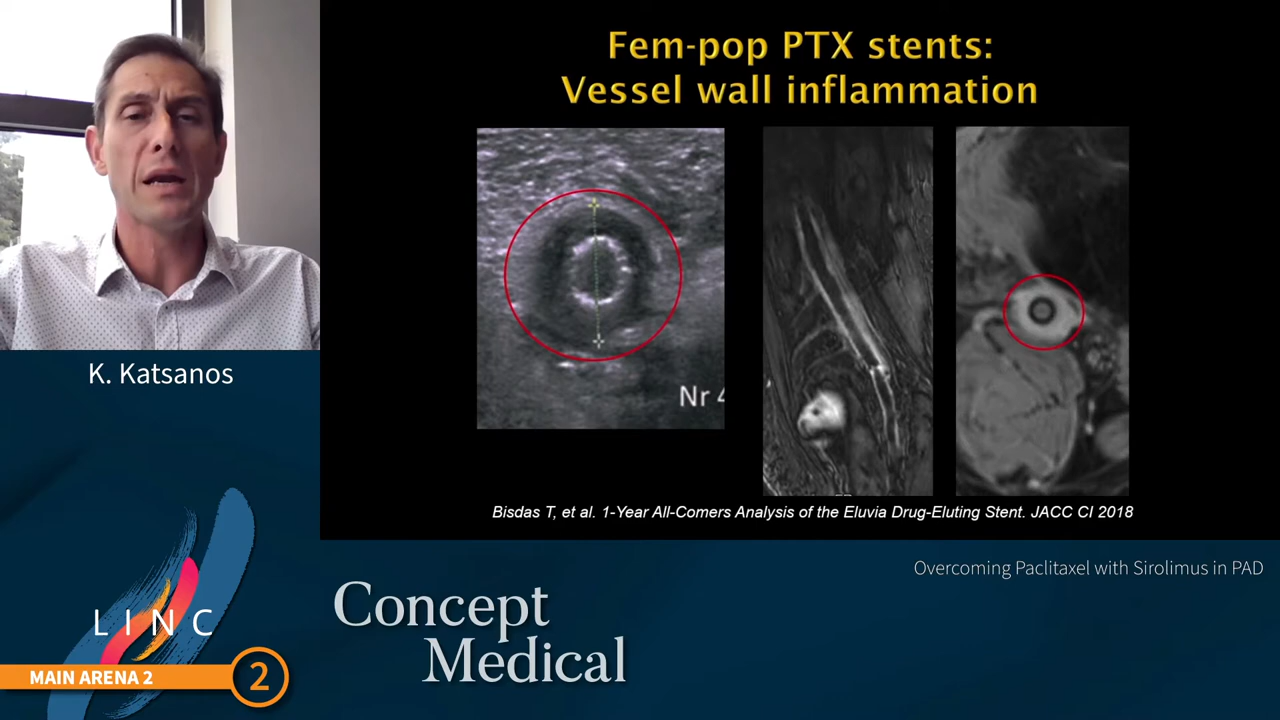 Fem-pop PTX stents:
Vessel wall inflammation
Nr 4
Bisdas T, et al. 1-Year All-Comers Analysis of the Eluvia Drug-Eluting Stent. JACC CI 2018
K. Katsanos
Overcoming Paclitaxel with Sirolimus in PAD
LINC
Concept
Medical
MAIN ARENA 2
2